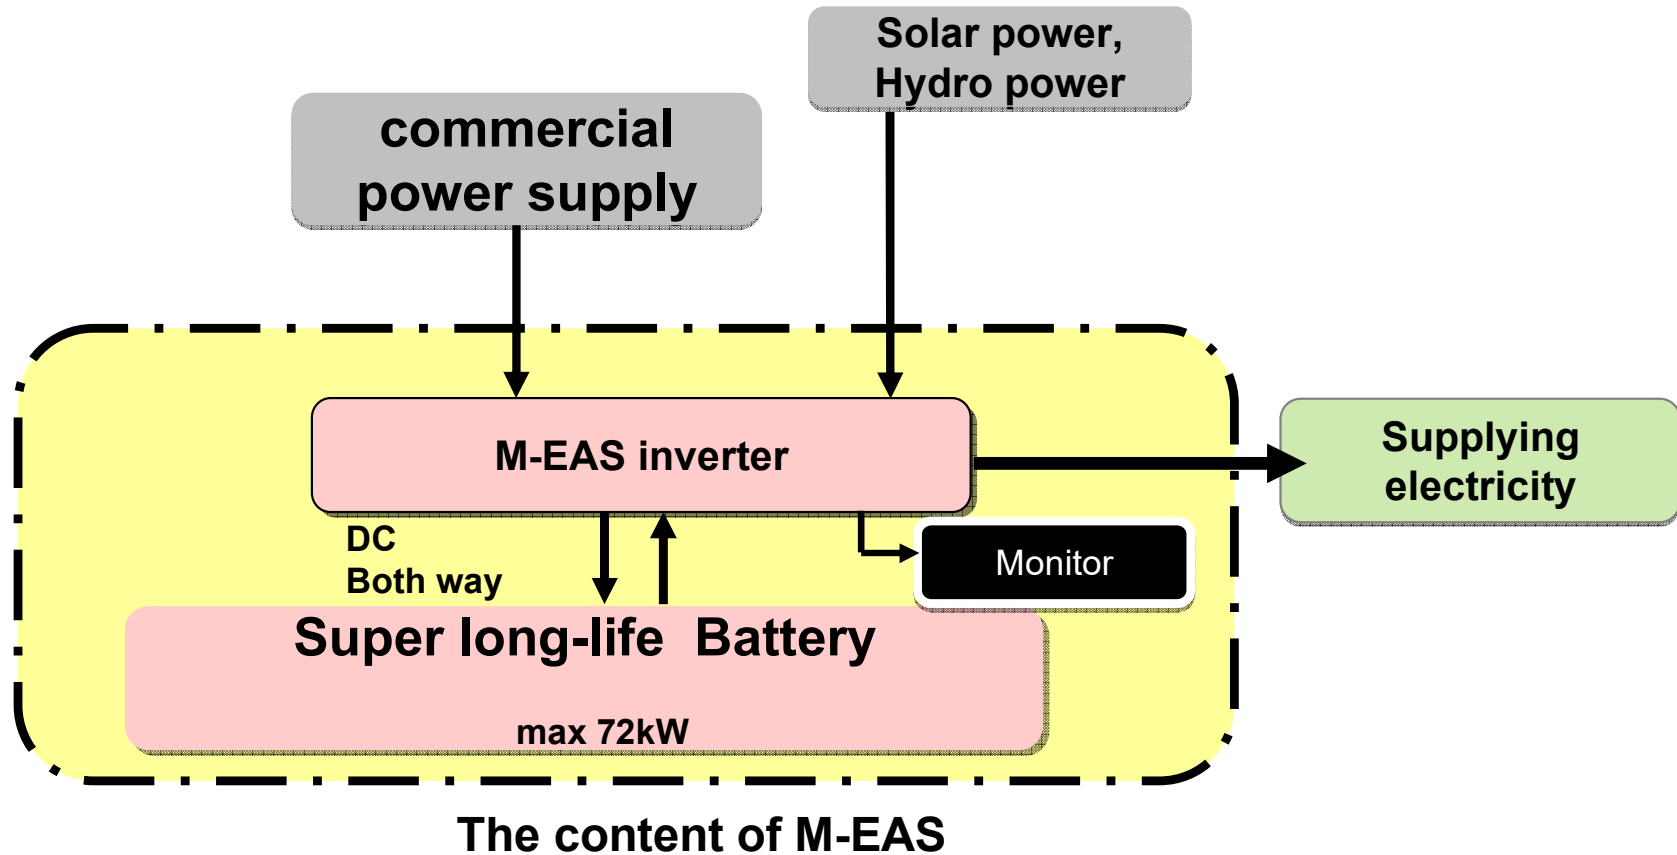 Solar power,
Hydro power
commercial
power supply
M-EAS inverter
Supplying
electricity
DC
Both way
Monitor
Super long-life  Battery
max 72kW
The content of M-EAS